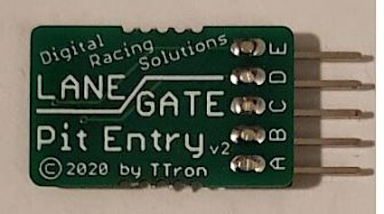 Digital Racing Solutions
LANE
GATE
Pit Entry v2
© 2020 by TTron
E
D
C
B
A